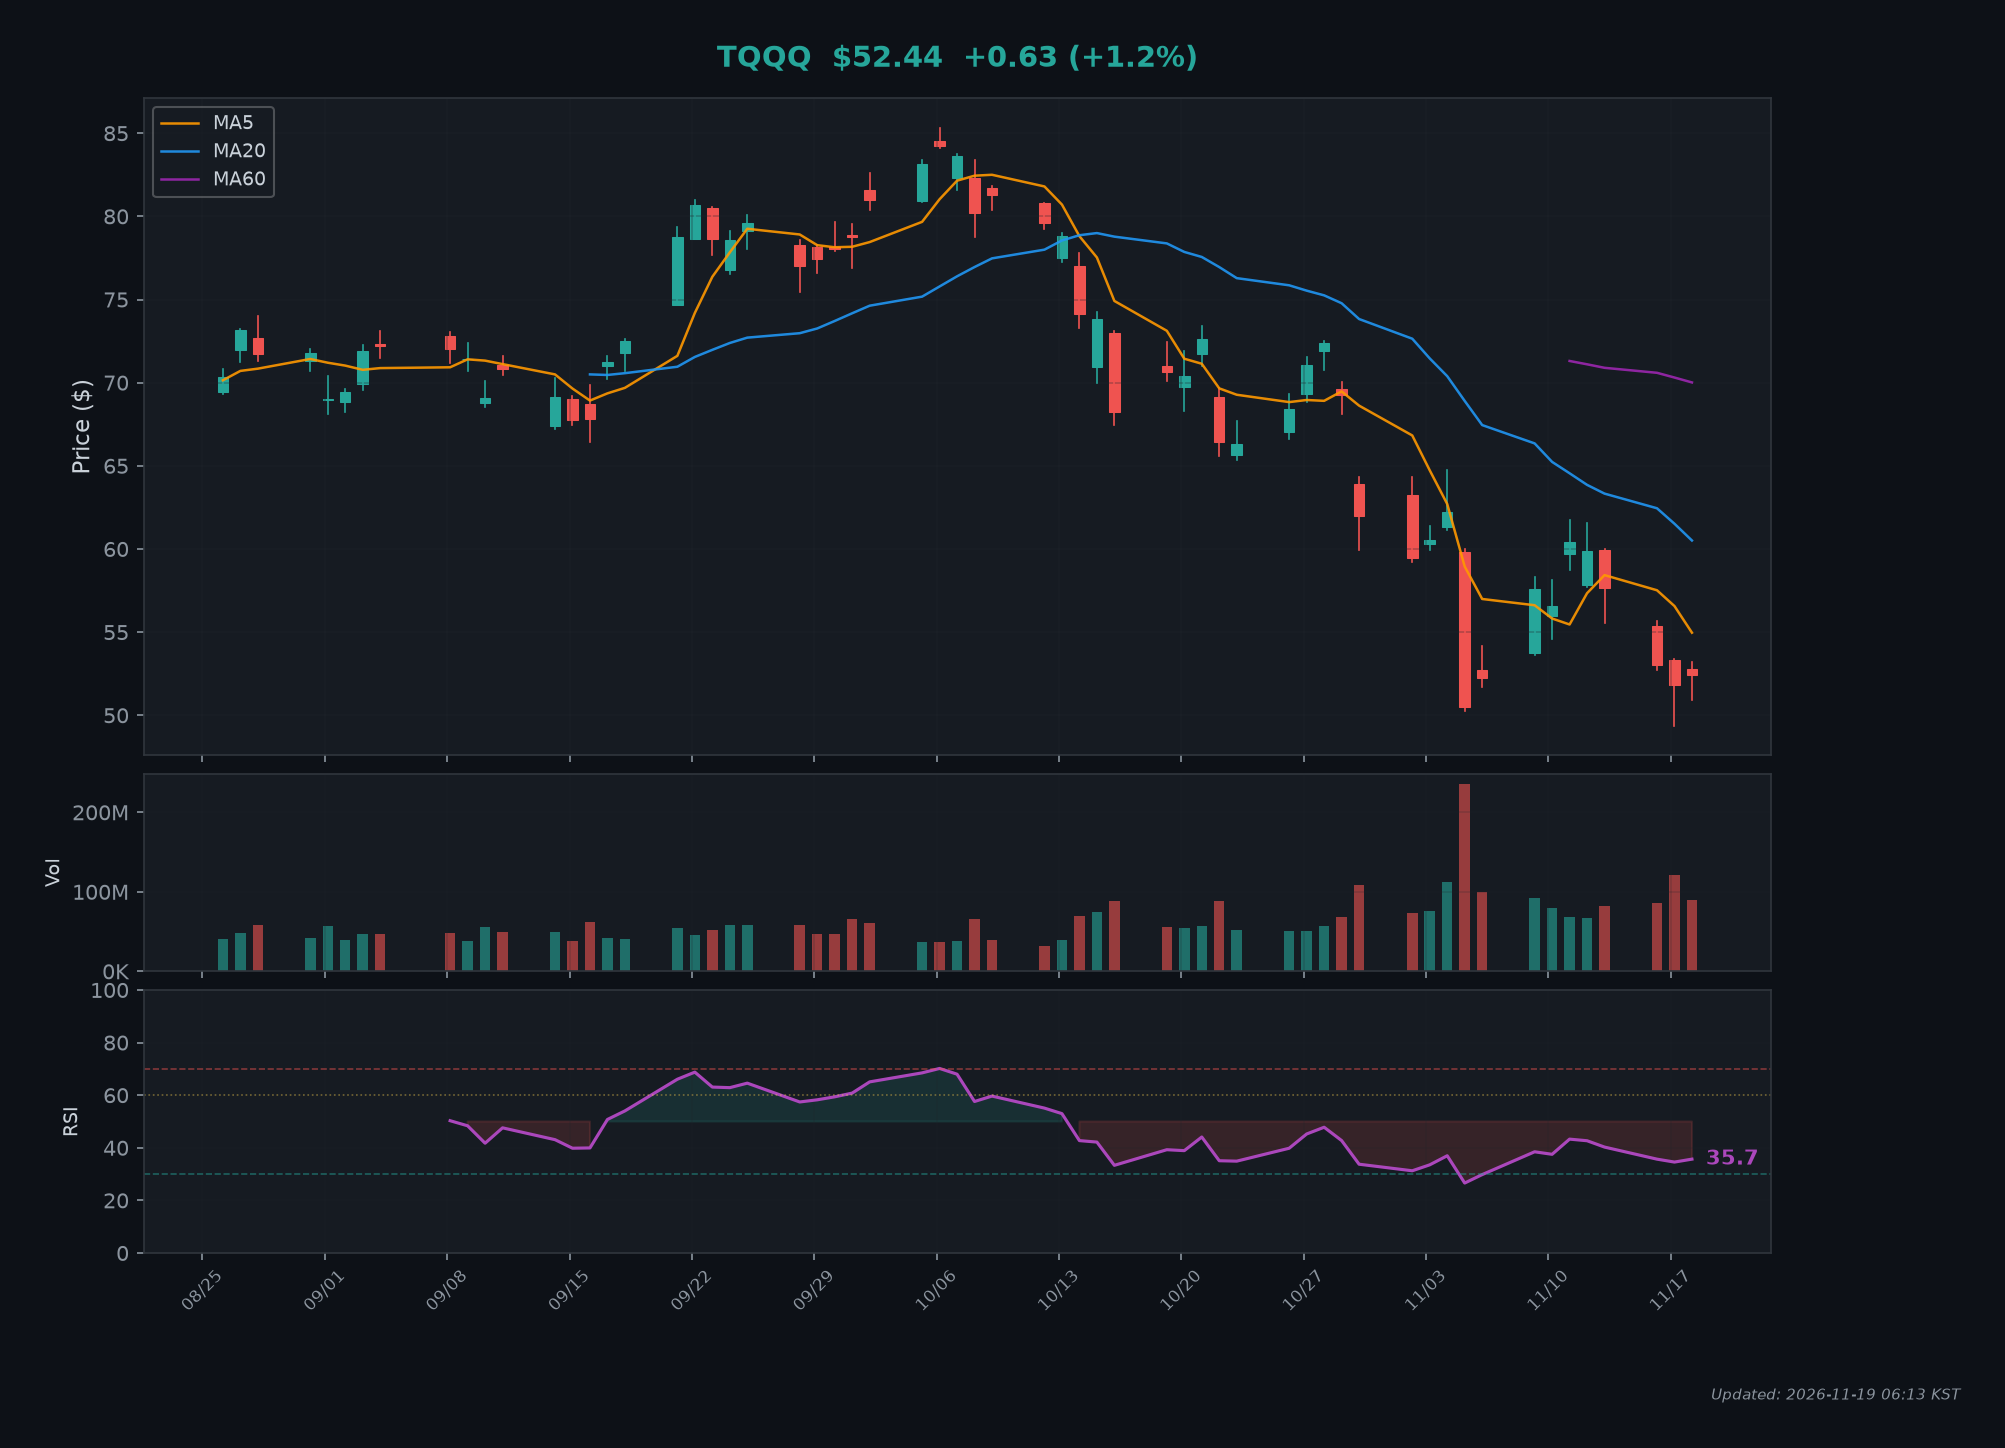 TQQQ $52.44 +0.63 (+1.2%)
MA5
MA20
MA60
85
80
75
70
65
60
55
50
Price ($)
200M
100M
0K
Vol
100
80
60
40
20
0
RSI
35.7
08/25
09/01
09/08
09/15
09/22
09/29
10/06
10/13
10/20
10/27
11/03
11/10
11/17
Updated: 2026-11-19 06:13 KST